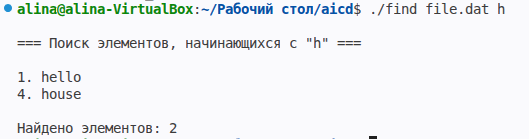 alina@alina-VirtualBox:~/Рабочий стол/aicd$ ./find file.dat h
=== Поиск элементов, начинающихся с "h" ===
1. hello
4. house
Найдено элементов: 2